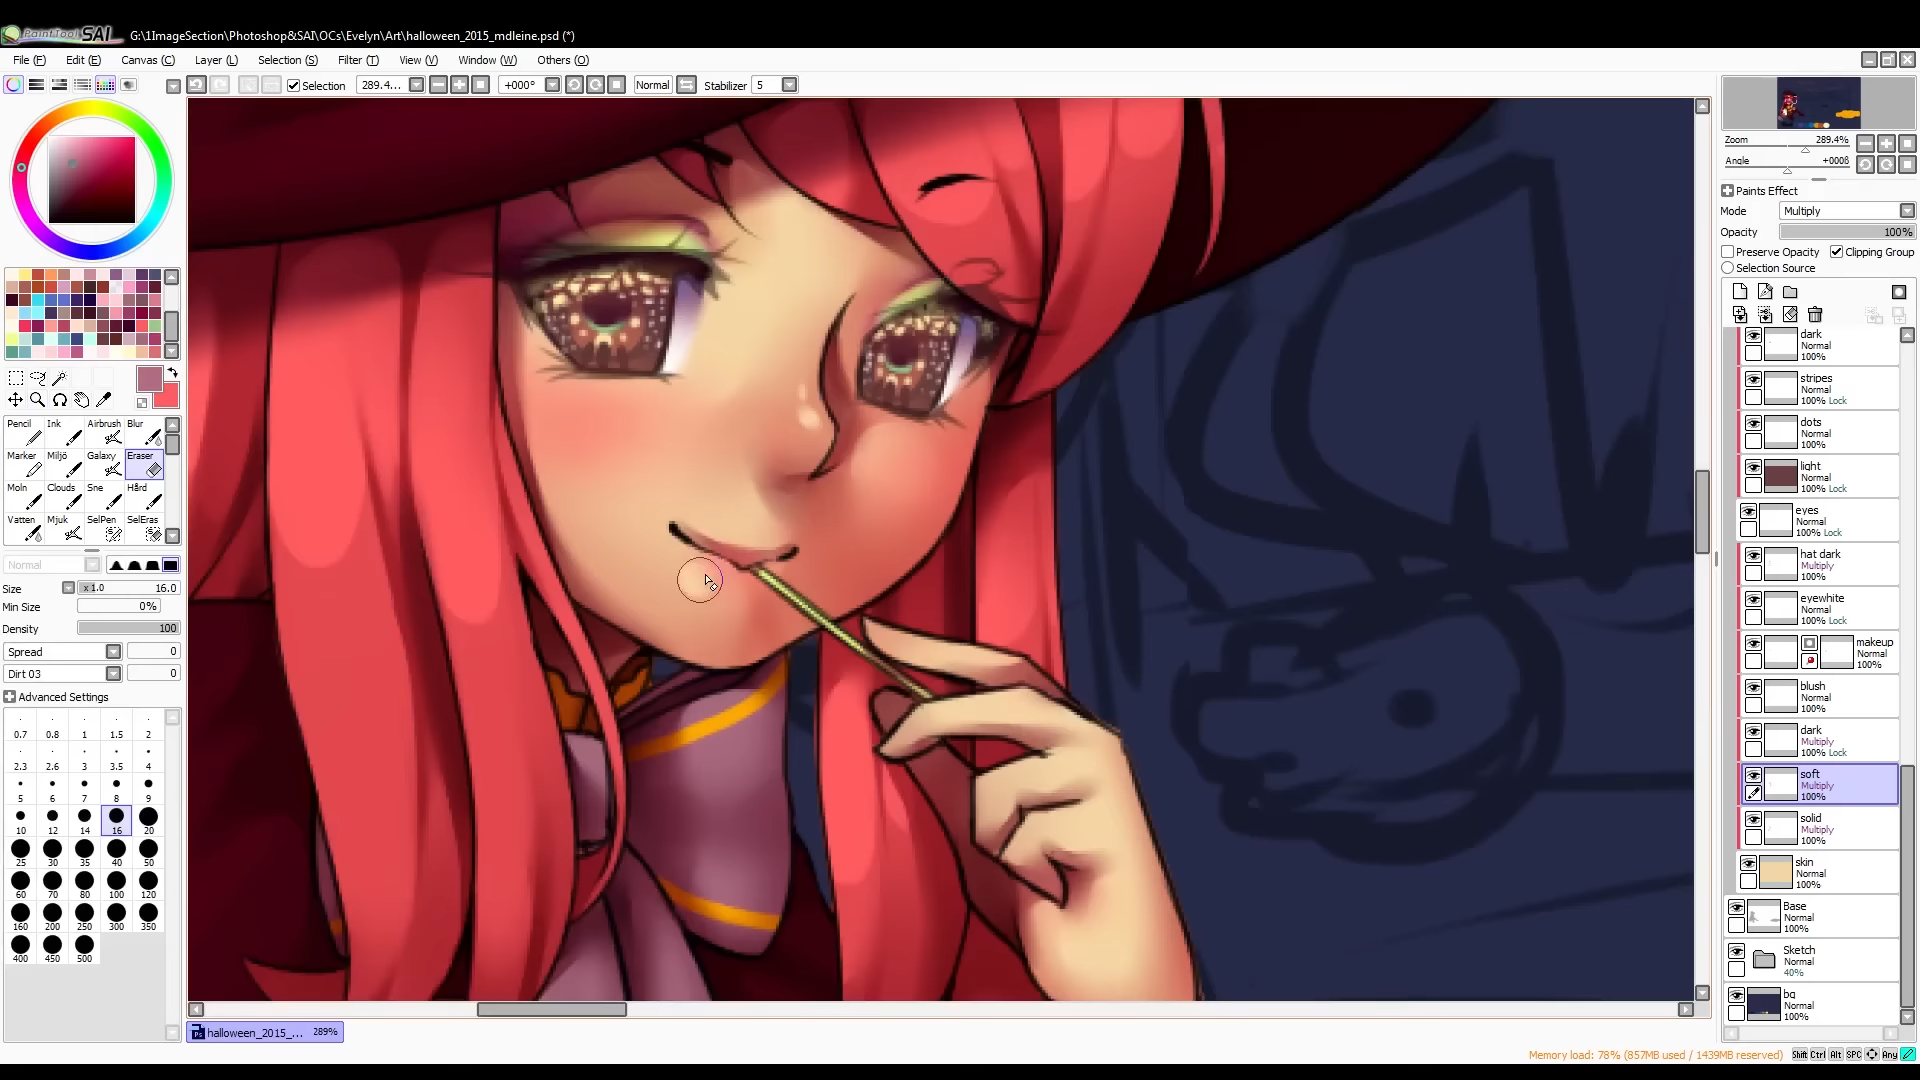 PaintTool SAI
G:\1ImageSection\Photoshop&SAI\OCs\Evelyn\Art\halloween_2015_mdleine.psd (*)
File (F) Edit (E) Canvas (C) Layer (L) Selection (S) Filter (T) View (V) Window (W) Others (O)
Selection 289.4... +000° Normal Stabilizer 5
Zoom 289.4%
Angle +000δ
Paints Effect
Mode Multiply
Opacity 100%
Preserve Opacity Clipping Group
Selection Source
Pencil Ink Airbrush Blur
Marker Miljö Galaxy Eraser
Moln Clouds Sne Hård
Vatten Mjuk SelPen SelEras
Normal
Size x 1.0 16.0
Min Size 0%
Density 100
Spread 0
Dirt 03 0
Advanced Settings
0.7 0.8 1 1.5 2
2.3 2.6 3 3.5 4
5 6 7 8 9
10 12 14 16 20
25 30 35 40 50
60 70 80 100 120
160 200 250 300 350
400 450 500
dark
Normal
100%
stripes
Normal
100% Lock
dots
Normal
100%
light
Normal
100% Lock
eyes
Normal
100% Lock
hat dark
Multiply
100%
eyewhite
Normal
100% Lock
makeup
Normal
100%
blush
Normal
100%
dark
Multiply
100% Lock
soft
Multiply
100%
solid
Multiply
100%
skin
Normal
100%
Base
Normal
100%
Sketch
Normal
40%
bg
Normal
100%
halloween_2015_... 289%
Memory load: 78% (857MB used / 1439MB reserved) Shift Ctrl Alt SPC Any